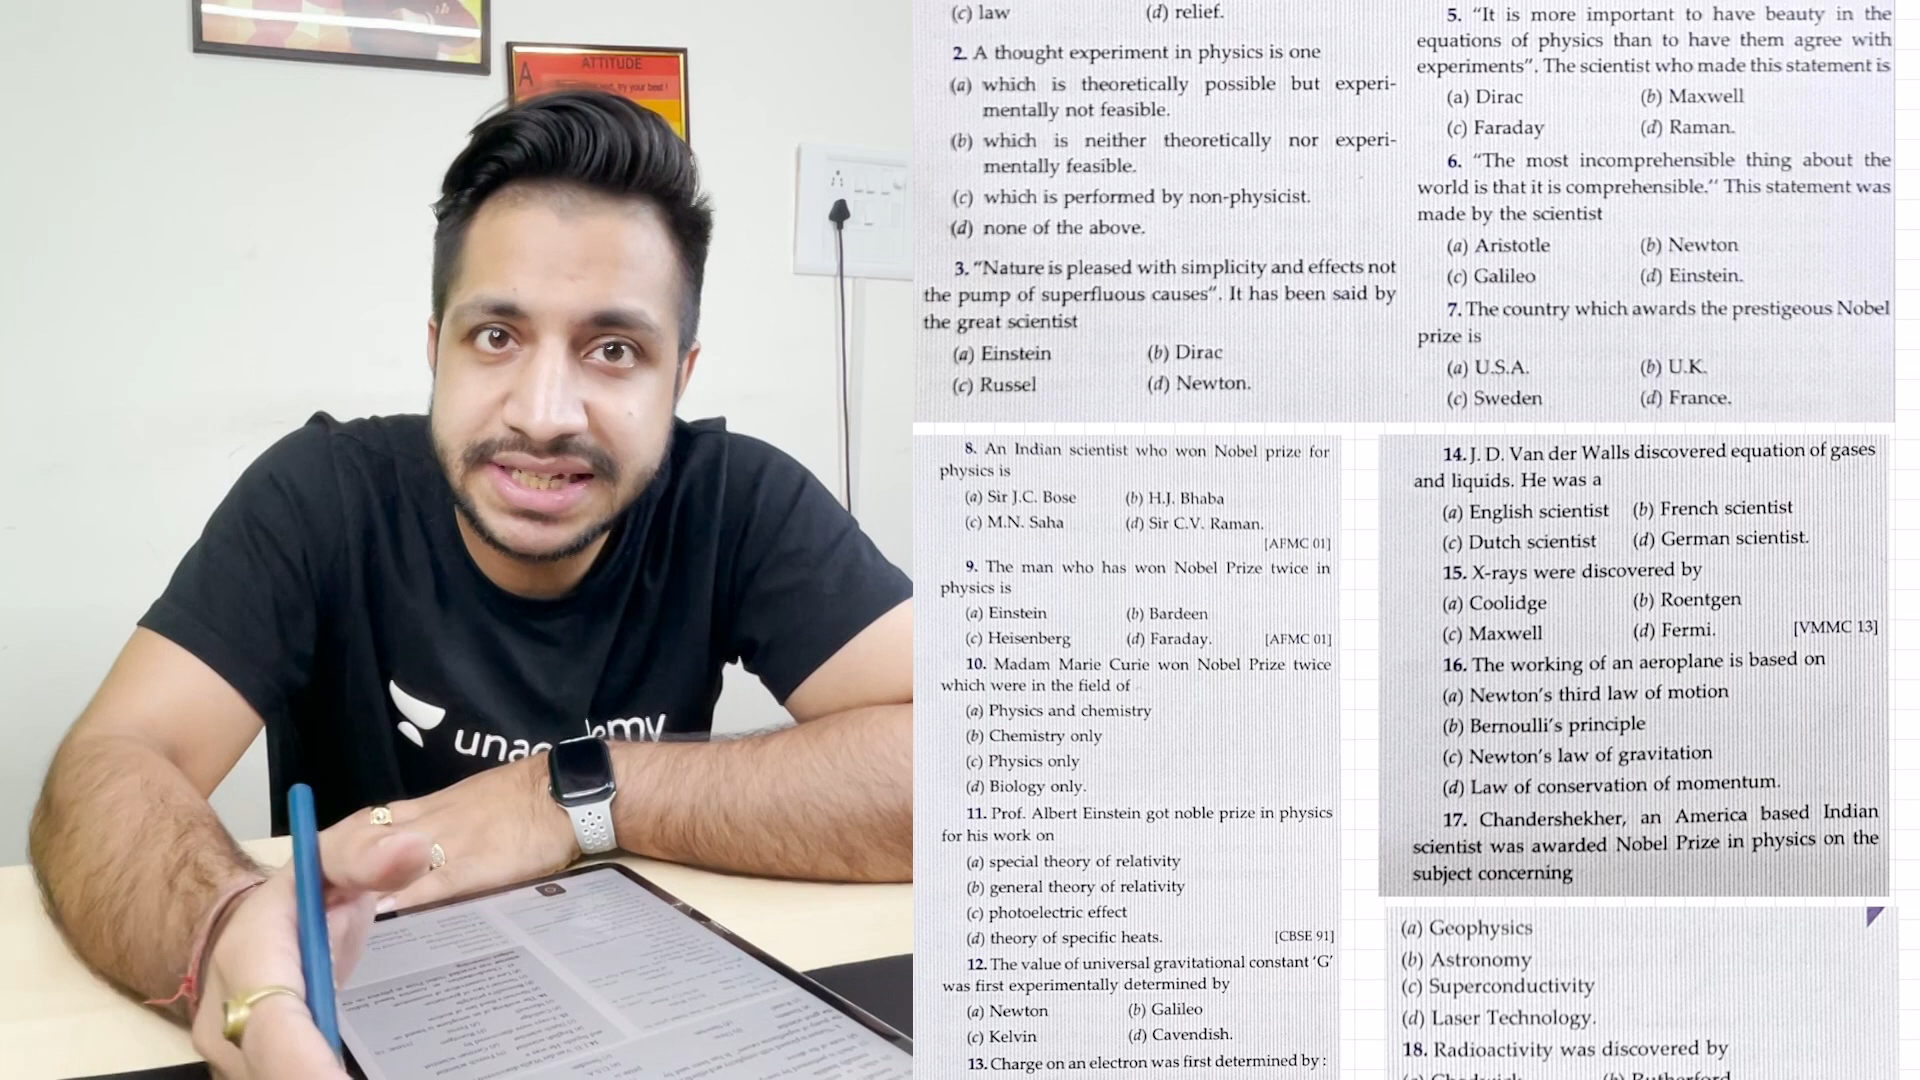 A
ATTITUDE
try your best !
unacademy
(c) law (d) relief.
2. A thought experiment in physics is one
(a) which is theoretically possible but experi-
mentally not feasible.
(b) which is neither theoretically nor experi-
mentally feasible.
(c) which is performed by non-physicist.
(d) none of the above.
3. “Nature is pleased with simplicity and effects not
the pump of superfluous causes”. It has been said by
the great scientist
(a) Einstein (b) Dirac
(c) Russel (d) Newton.
5. “It is more important to have beauty in the
equations of physics than to have them agree with
experiments”. The scientist who made this statement is
(a) Dirac (b) Maxwell
(c) Faraday (d) Raman.
6. “The most incomprehensible thing about the
world is that it is comprehensible.” This statement was
made by the scientist
(a) Aristotle (b) Newton
(c) Galileo (d) Einstein.
7. The country which awards the prestigeous Nobel
prize is
(a) U.S.A. (b) U.K.
(c) Sweden (d) France.
8. An Indian scientist who won Nobel prize for
physics is
(a) Sir J.C. Bose (b) H.J. Bhaba
(c) M.N. Saha (d) Sir C.V. Raman.
[AFMC 01]
9. The man who has won Nobel Prize twice in
physics is
(a) Einstein (b) Bardeen
(c) Heisenberg (d) Faraday. [AFMC 01]
10. Madam Marie Curie won Nobel Prize twice
which were in the field of
(a) Physics and chemistry
(b) Chemistry only
(c) Physics only
(d) Biology only.
11. Prof. Albert Einstein got noble prize in physics
for his work on
(a) special theory of relativity
(b) general theory of relativity
(c) photoelectric effect
(d) theory of specific heats. [CBSE 91]
12. The value of universal gravitational constant ‘G’
was first experimentally determined by
(a) Newton (b) Galileo
(c) Kelvin (d) Cavendish.
13. Charge on an electron was first determined by :
14. J. D. Van der Walls discovered equation of gases
and liquids. He was a
(a) English scientist (b) French scientist
(c) Dutch scientist (d) German scientist.
15. X-rays were discovered by
(a) Coolidge (b) Roentgen
(c) Maxwell (d) Fermi. [VMMC 13]
16. The working of an aeroplane is based on
(a) Newton’s third law of motion
(b) Bernoulli’s principle
(c) Newton’s law of gravitation
(d) Law of conservation of momentum.
17. Chandershekher, an America based Indian
scientist was awarded Nobel Prize in physics on the
subject concerning
(a) Geophysics
(b) Astronomy
(c) Superconductivity
(d) Laser Technology.
18. Radioactivity was discovered by
(a) Chadwick (b) Rutherford